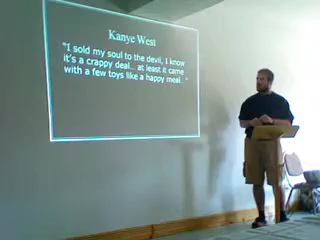 Kanye West
"I sold my soul to the devil, I know
it's a crappy deal... at least it came
with a few toys like a happy meal..."